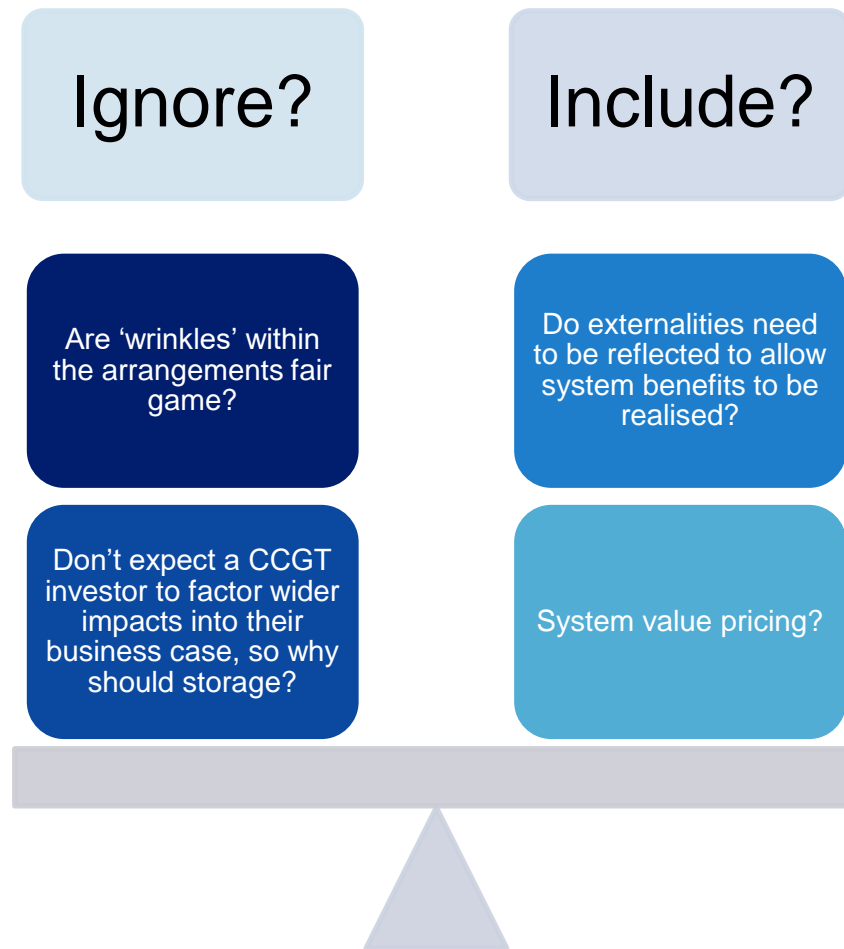 Ignore?
Include?
Are ‘wrinkles’ within
the arrangements fair
game?
Do externalities need
to be reflected to allow
system benefits to be
realised?
Don’t expect a CCGT
investor to factor wider
impacts into their
business case, so why
should storage?
System value pricing?